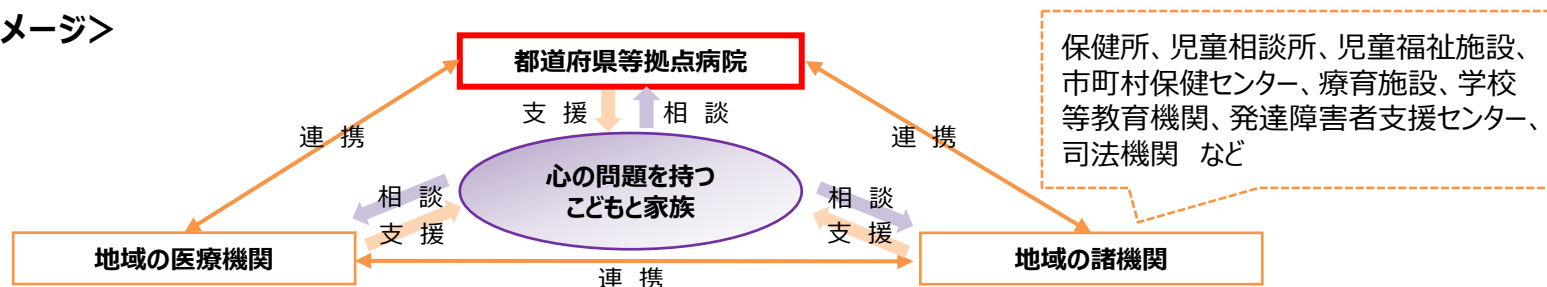 メージ＞
都道府県等拠点病院
保健所、児童相談所、児童福祉施設、
市町村保健センター、療育施設、学校
等教育機関、発達障害者支援センター、
司法機関　など
支 援
相 談
連 携
連 携
心の問題を持つ
こどもと家族
相 談
支 援
相 談
支 援
地域の医療機関
地域の諸機関
連 携